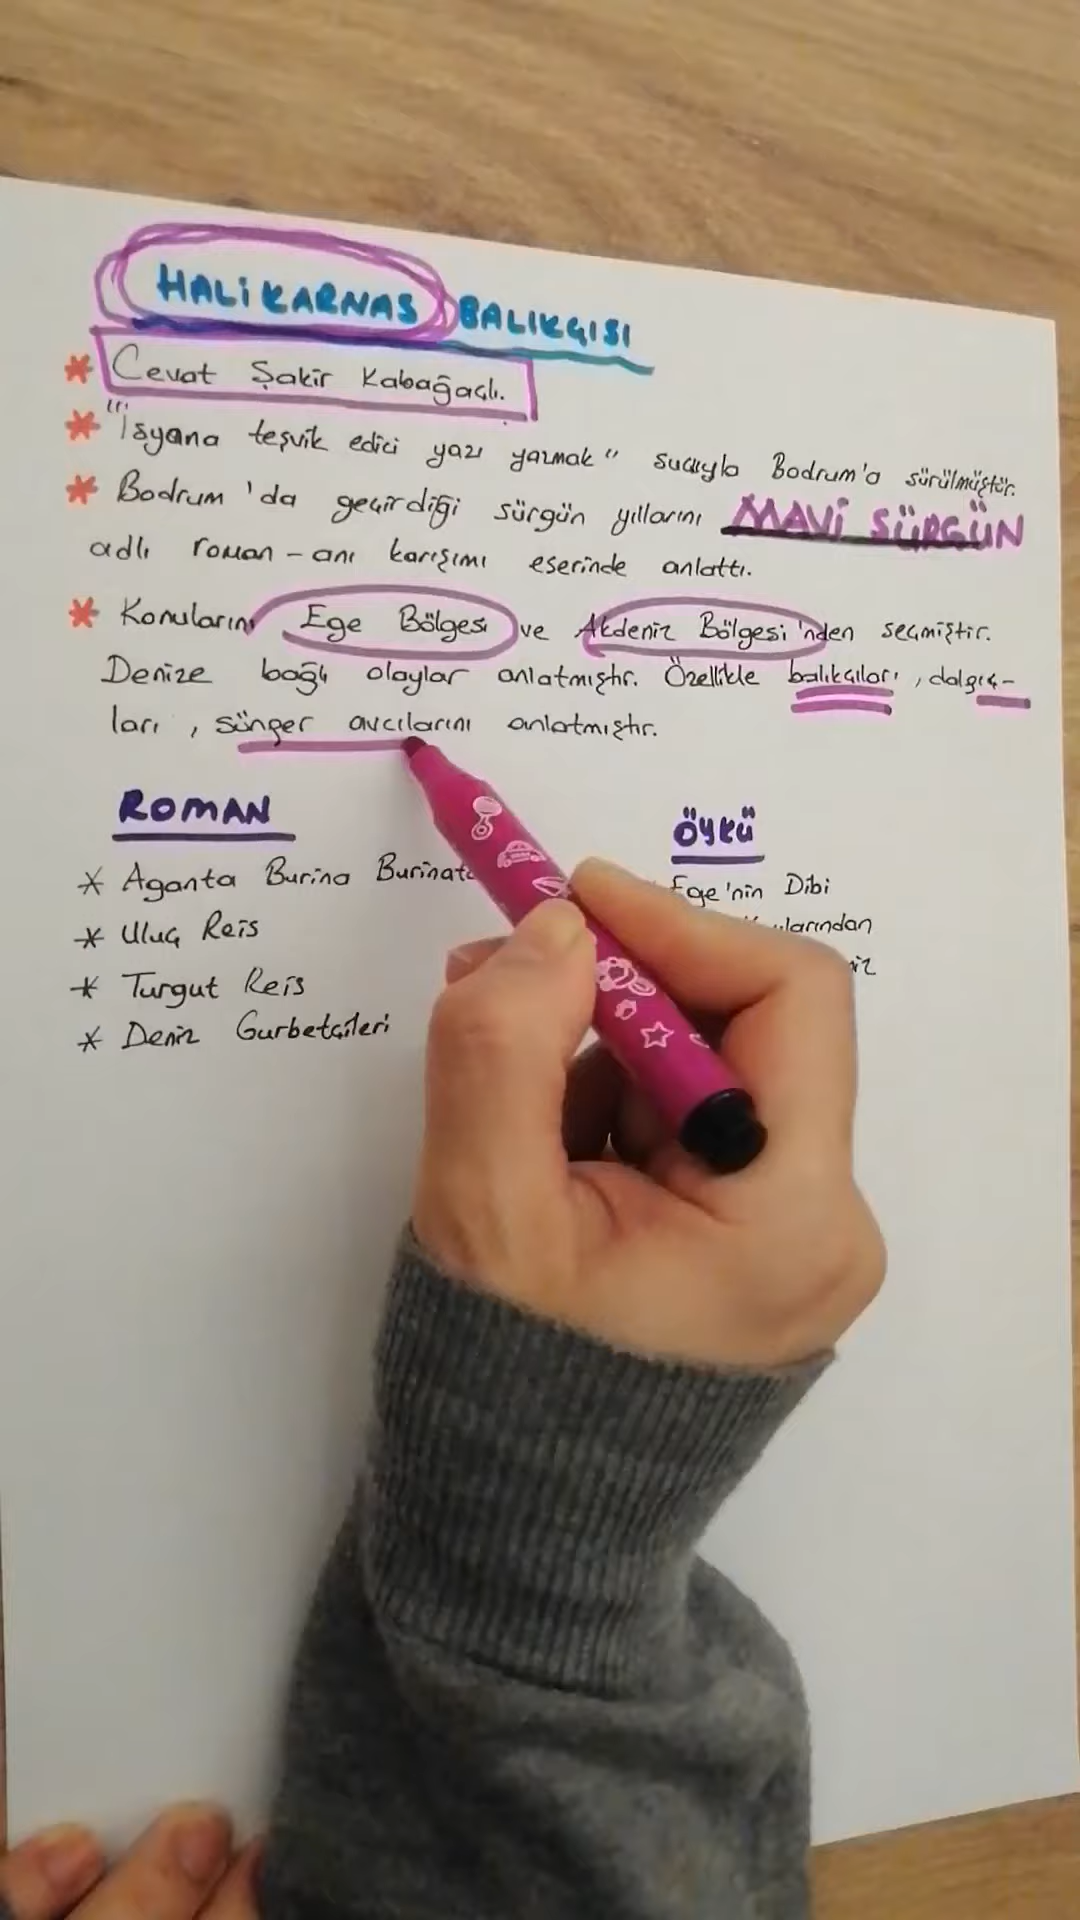 HALİKARNAS BALIKÇISI
* Cevat Şakir Kabağaçlı.
* "İsyana teşvik edici yazı yazmak" suçuyla Bodrum'a sürülmüştür.
* Bodrum'da geçirdiği sürgün yıllarını MAVİ SÜRGÜN
adlı roman-anı karışımı eserinde anlattı.
* Konularını Ege Bölgesi ve Akdeniz Bölgesi'nden seçmiştir.
Denize bağlı olaylar anlatmıştır. Özellikle balıkçıları, dalgıç-
ları, sünger avcılarını anlatmıştır.
ROMAN
* Aganta Burina Burinata
* Uluç Reis
* Turgut Reis
* Deniz Gurbetçileri
ÖYKÜ
Ege'nin Dibi